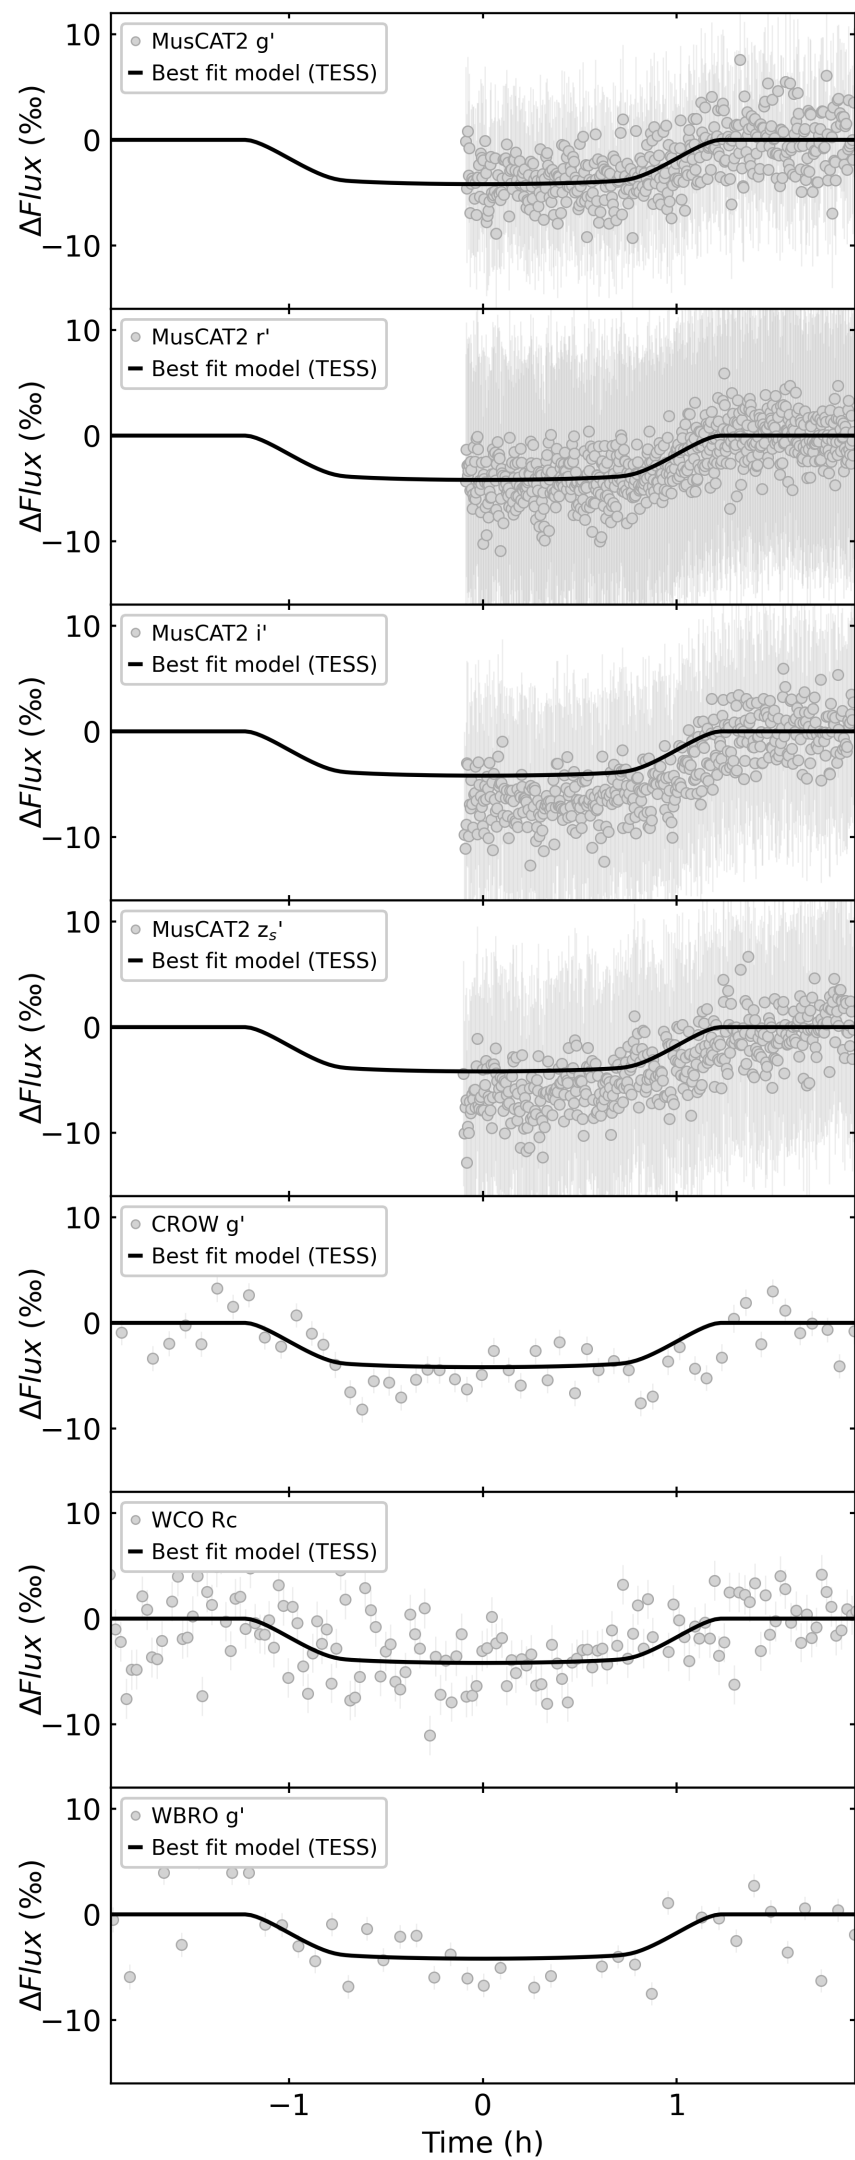 10
MusCAT2 g'
Best fit model (TESS)
0
ΔFlux (‰)
−10
10
MusCAT2 r'
Best fit model (TESS)
0
ΔFlux (‰)
−10
10
MusCAT2 i'
Best fit model (TESS)
0
ΔFlux (‰)
−10
10
MusCAT2 zₛ'
Best fit model (TESS)
0
ΔFlux (‰)
−10
10
CROW g'
Best fit model (TESS)
0
ΔFlux (‰)
−10
10
WCO Rc
Best fit model (TESS)
0
ΔFlux (‰)
−10
10
WBRO g'
Best fit model (TESS)
0
ΔFlux (‰)
−10
−1 0 1
Time (h)